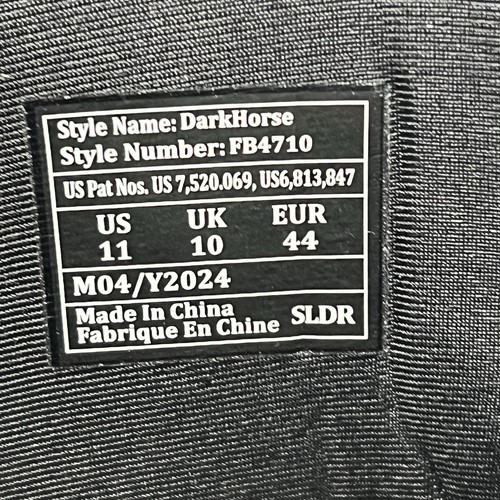 Style Name: DarkHorse
Style Number: FB4710
US Pat Nos. US 7,520.069, US6,813,847
US UK EUR
11 10 44
M04/Y2024
Made In China
Fabrique En Chine SLDR